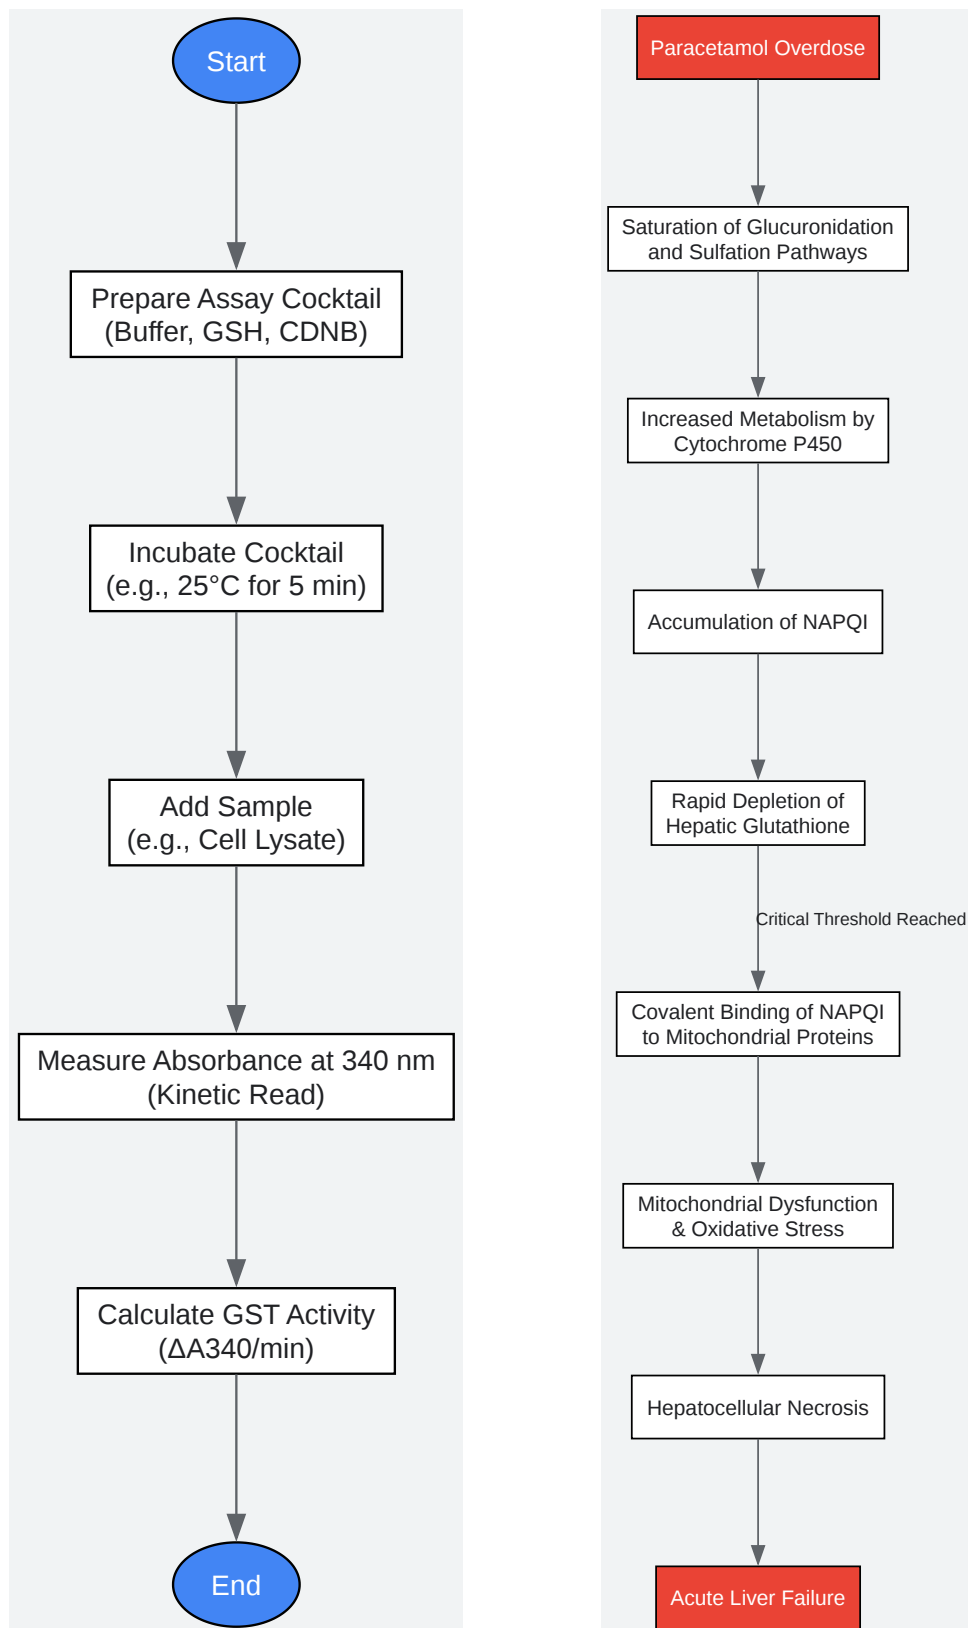 Start
Prepare Assay Cocktail
(Buffer, GSH, CDNB)
Incubate Cocktail
(e.g., 25°C for 5 min)
Add Sample
(e.g., Cell Lysate)
Measure Absorbance at 340 nm
(Kinetic Read)
Calculate GST Activity
(ΔA340/min)
End
Paracetamol Overdose
Saturation of Glucuronidation
and Sulfation Pathways
Increased Metabolism by
Cytochrome P450
Accumulation of NAPQI
Rapid Depletion of
Hepatic Glutathione
Critical Threshold Reached
Covalent Binding of NAPQI
to Mitochondrial Proteins
Mitochondrial Dysfunction
& Oxidative Stress
Hepatocellular Necrosis
Acute Liver Failure